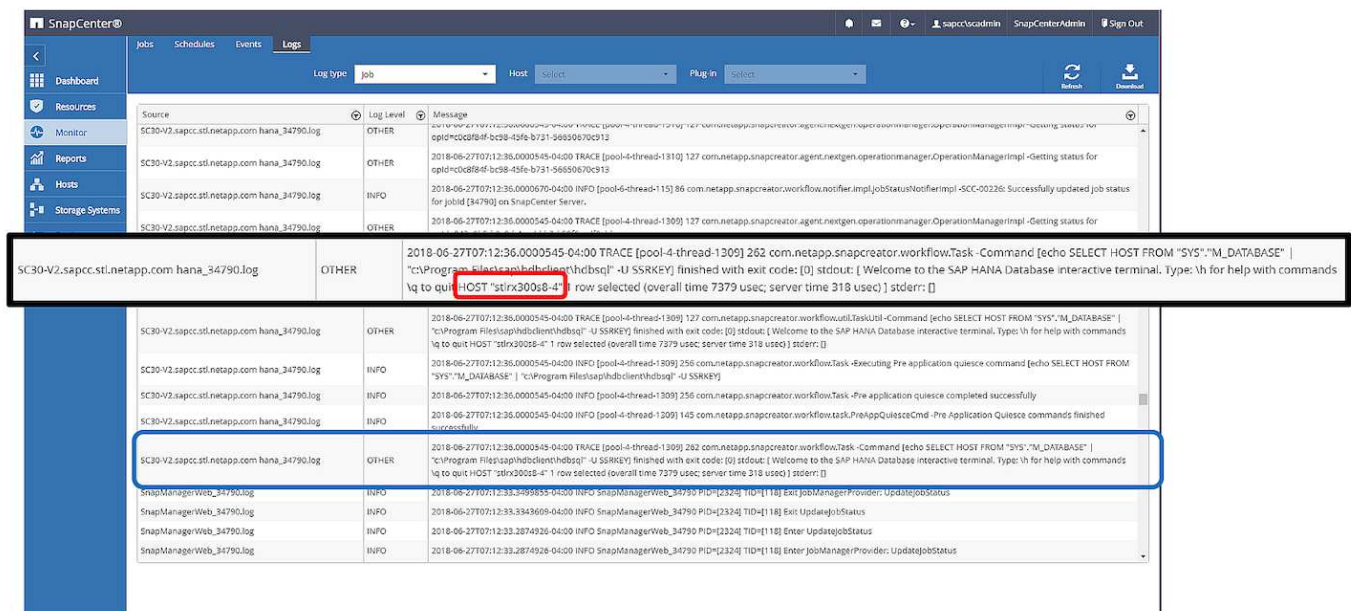 SnapCenter®
sapcc\scadmin SnapCenterAdmin Sign Out
Jobs Schedules Events Logs
Log type Job Host Select Plug-in Select
Refresh Download
Dashboard
Resources
Monitor
Reports
Hosts
Storage Systems
Source Log Level Message
SC30-V2.sapcc.stl.netapp.com hana_34790.log OTHER
opId=c0c8f84f-bc98-45fe-b731-56650670c913
SC30-V2.sapcc.stl.netapp.com hana_34790.log OTHER 2018-06-27T07:12:36.0000545-04:00 TRACE [pool-4-thread-1310] 127 com.netapp.snapcreator.agent.nextgen.operationmanager.OperationManagerImpl -Getting status for
opId=c0c8f84f-bc98-45fe-b731-56650670c913
SC30-V2.sapcc.stl.netapp.com hana_34790.log INFO 2018-06-27T07:12:36.0000670-04:00 INFO [pool-6-thread-115] 86 com.netapp.snapcreator.workflow.notifier.impl.JobStatusNotifierImpl -SCC-00226: Successfully updated job status
for jobId [34790] on SnapCenter Server.
SC30-V2.sapcc.stl.netapp.com hana_34790.log OTHER 2018-06-27T07:12:36.0000545-04:00 TRACE [pool-4-thread-1309] 127 com.netapp.snapcreator.agent.nextgen.operationmanager.OperationManagerImpl -Getting status for
SC30-V2.sapcc.stl.netapp.com hana_34790.log OTHER 2018-06-27T07:12:36.0000545-04:00 TRACE [pool-4-thread-1309] 262 com.netapp.snapcreator.workflow.Task -Command [echo SELECT HOST FROM "SYS"."M_DATABASE" |
"c:\Program Files\sap\hdbclient\hdbsql" -U SSRKEY] finished with exit code: [0] stdout: [ Welcome to the SAP HANA Database interactive terminal. Type: \h for help with commands
\q to quit HOST "stlrx300s8-4" 1 row selected (overall time 7379 usec; server time 318 usec) ] stderr: []
SC30-V2.sapcc.stl.netapp.com hana_34790.log OTHER 2018-06-27T07:12:36.0000545-04:00 TRACE [pool-4-thread-1309] 127 com.netapp.snapcreator.workflow.util.TaskUtil -Command [echo SELECT HOST FROM "SYS"."M_DATABASE" |
"c:\Program Files\sap\hdbclient\hdbsql" -U SSRKEY] finished with exit code: [0] stdout: [ Welcome to the SAP HANA Database interactive terminal. Type: \h for help with commands
\q to quit HOST "stlrx300s8-4" 1 row selected (overall time 7379 usec; server time 318 usec) ] stderr: []
SC30-V2.sapcc.stl.netapp.com hana_34790.log INFO 2018-06-27T07:12:36.0000545-04:00 INFO [pool-4-thread-1309] 256 com.netapp.snapcreator.workflow.Task -Executing Pre application quiesce command [echo SELECT HOST FROM
"SYS"."M_DATABASE" | "c:\Program Files\sap\hdbclient\hdbsql" -U SSRKEY]
SC30-V2.sapcc.stl.netapp.com hana_34790.log INFO 2018-06-27T07:12:36.0000545-04:00 INFO [pool-4-thread-1309] 256 com.netapp.snapcreator.workflow.Task -Pre application quiesce completed successfully
SC30-V2.sapcc.stl.netapp.com hana_34790.log INFO 2018-06-27T07:12:36.0000545-04:00 INFO [pool-4-thread-1309] 145 com.netapp.snapcreator.workflow.task.PreAppQuiesceCmd -Pre Application Quiesce commands finished
successfully
SC30-V2.sapcc.stl.netapp.com hana_34790.log OTHER 2018-06-27T07:12:36.0000545-04:00 TRACE [pool-4-thread-1309] 262 com.netapp.snapcreator.workflow.Task -Command [echo SELECT HOST FROM "SYS"."M_DATABASE" |
"c:\Program Files\sap\hdbclient\hdbsql" -U SSRKEY] finished with exit code: [0] stdout: [ Welcome to the SAP HANA Database interactive terminal. Type: \h for help with commands
\q to quit HOST "stlrx300s8-4" 1 row selected (overall time 7379 usec; server time 318 usec) ] stderr: []
SnapManagerWeb_34790.log INFO 2018-06-27T07:12:33.3499855-04:00 INFO SnapManagerWeb_34790 PID=[2324] TID=[118] Exit JobManagerProvider: UpdateJobStatus
SnapManagerWeb_34790.log INFO 2018-06-27T07:12:33.3343609-04:00 INFO SnapManagerWeb_34790 PID=[2324] TID=[118] Exit UpdateJobStatus
SnapManagerWeb_34790.log INFO 2018-06-27T07:12:33.2874926-04:00 INFO SnapManagerWeb_34790 PID=[2324] TID=[118] Enter UpdateJobStatus
SnapManagerWeb_34790.log INFO 2018-06-27T07:12:33.2874926-04:00 INFO SnapManagerWeb_34790 PID=[2324] TID=[118] Enter JobManagerProvider: UpdateJobStatus